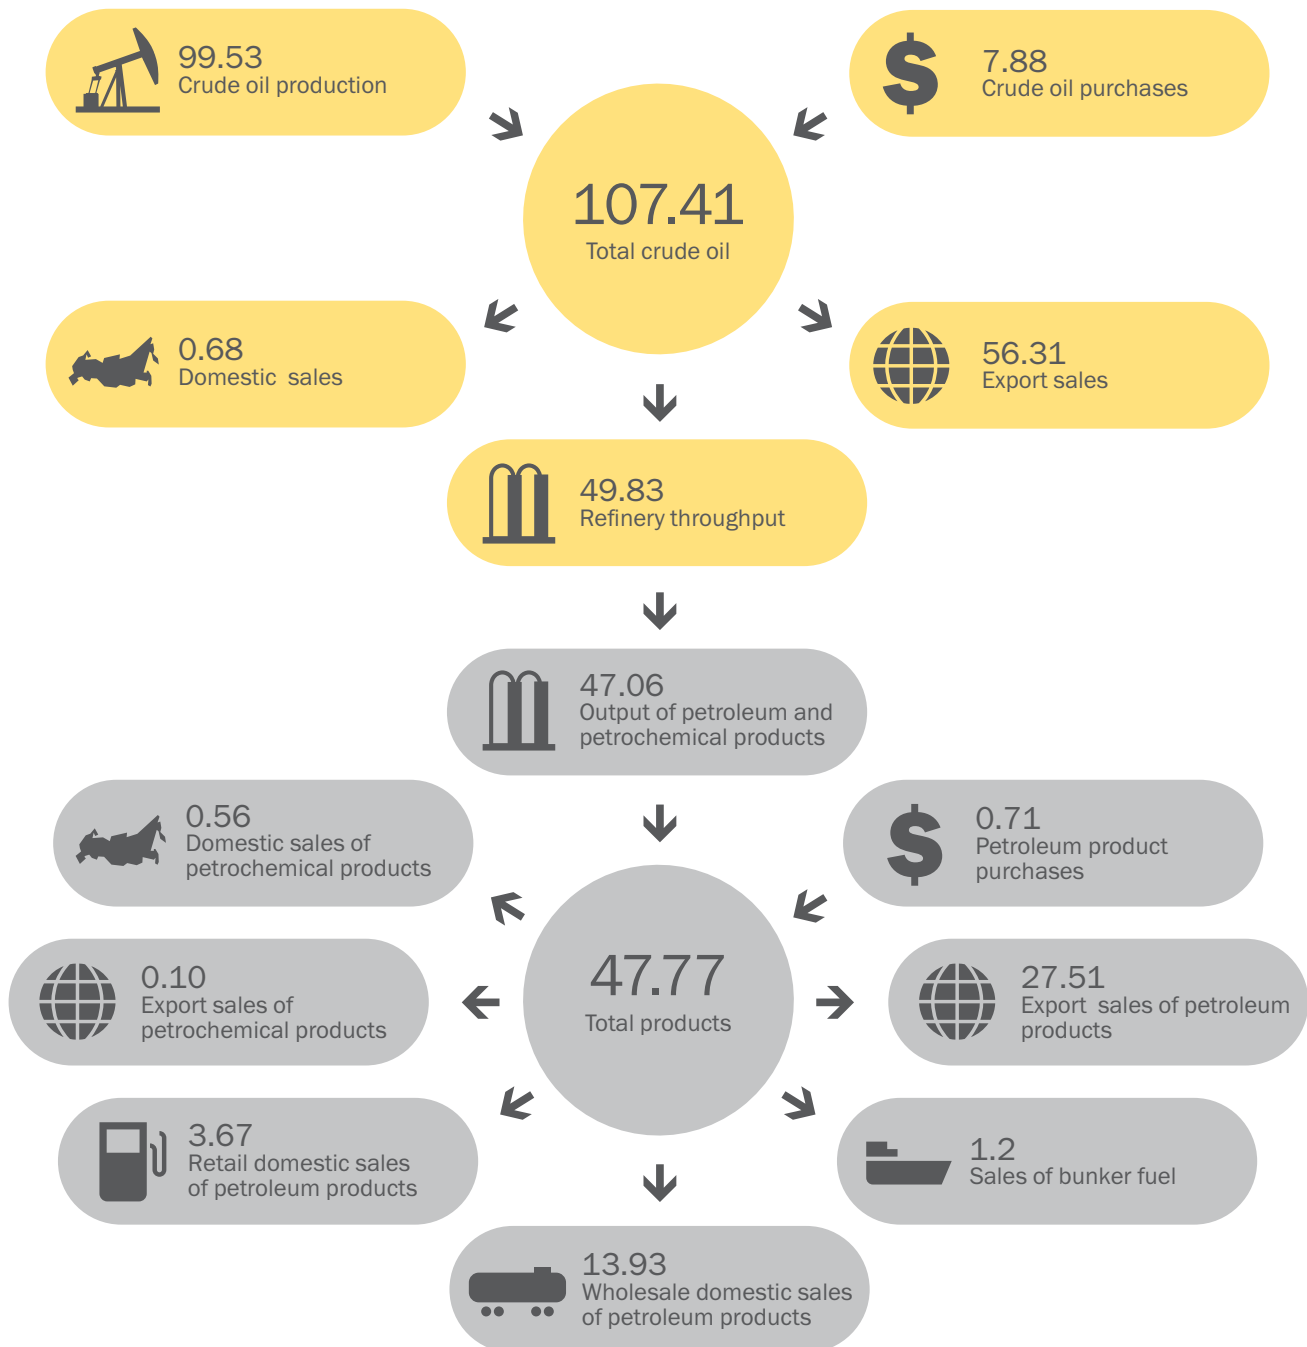 99.53
Crude oil production
7.88
Crude oil purchases
107.41
Total crude oil
0.68
Domestic sales
56.31
Export sales
49.83
Refinery throughput
47.06
Output of petroleum and
petrochemical products
0.56
Domestic sales of
petrochemical products
0.71
Petroleum product
purchases
47.77
Total products
0.10
Export sales of
petrochemical products
27.51
Export sales of petroleum
products
3.67
Retail domestic sales
of petroleum products
1.2
Sales of bunker fuel
13.93
Wholesale domestic sales
of petroleum products